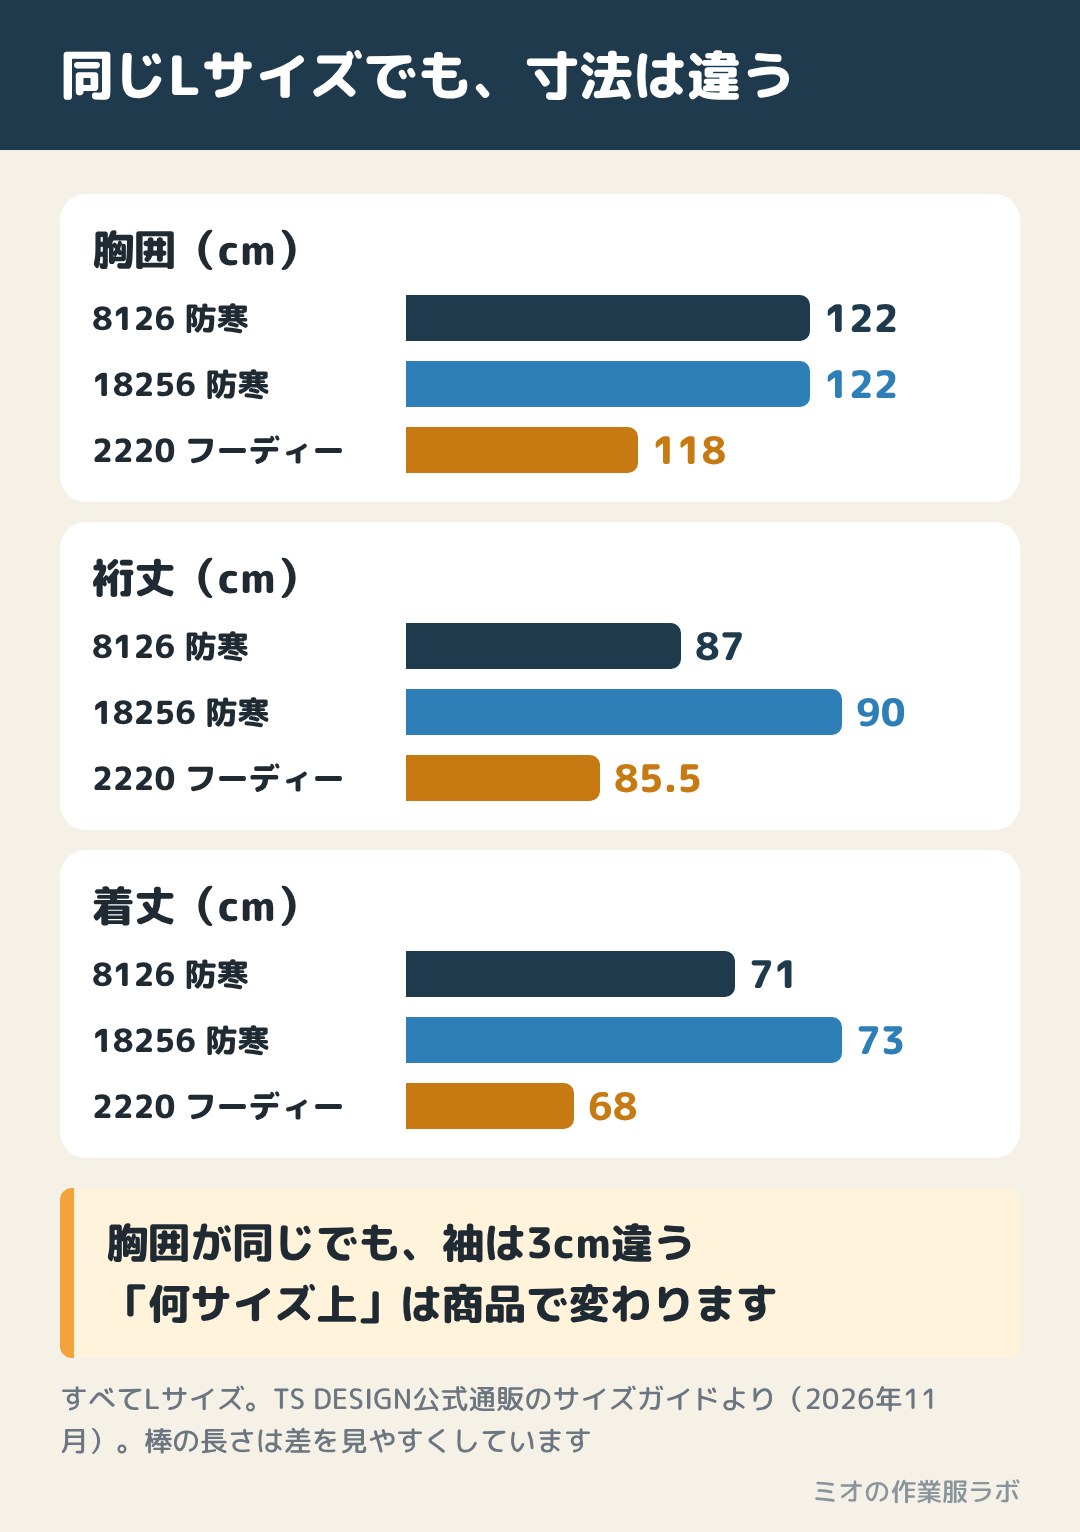 同じLサイズでも、寸法は違う
胸囲（cm）
8126 防寒 122
18256 防寒 122
2220 フーディー 118
裄丈（cm）
8126 防寒 87
18256 防寒 90
2220 フーディー 85.5
着丈（cm）
8126 防寒 71
18256 防寒 73
2220 フーディー 68
胸囲が同じでも、袖は3cm違う
「何サイズ上」は商品で変わります
すべてLサイズ。TS DESIGN公式通販のサイズガイドより（2026年11
月）。棒の長さは差を見やすくしています
ミオの作業服ラボ